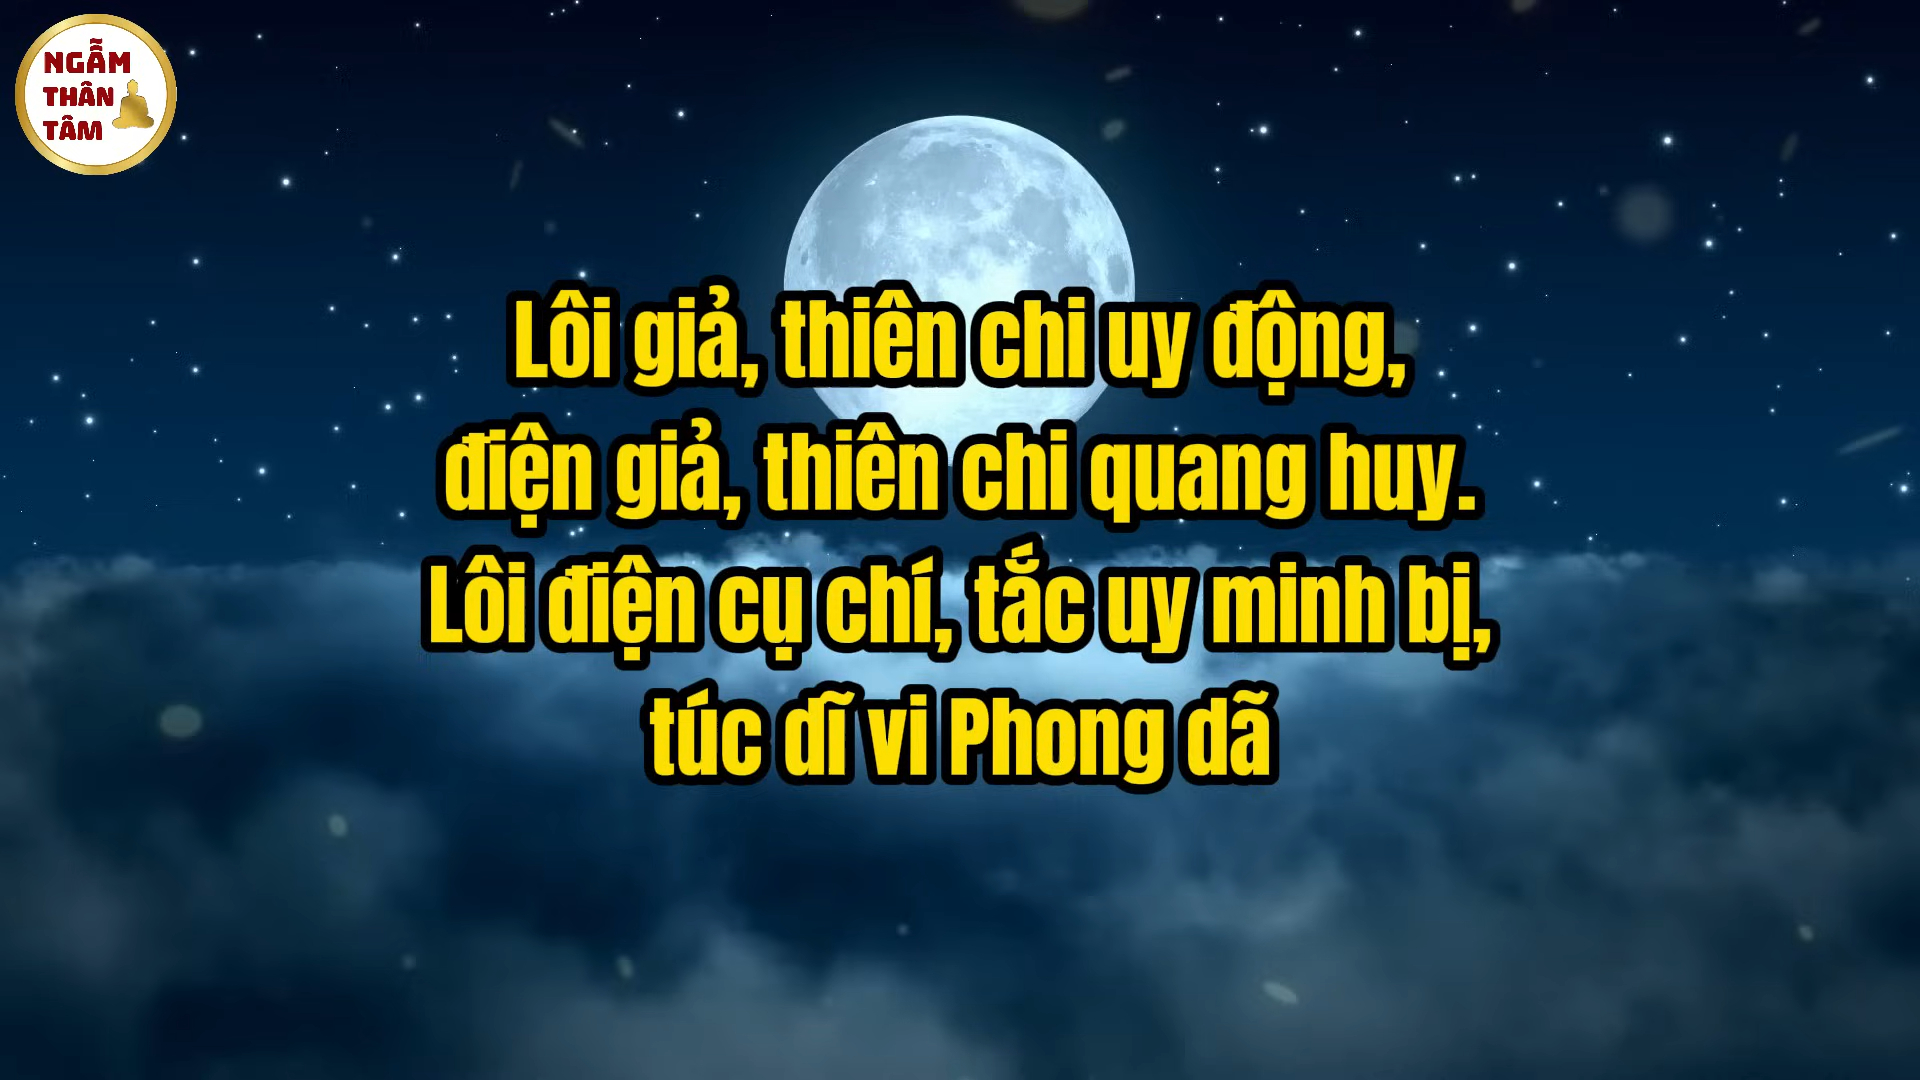 NGẪM
THÂN
TÂM
Lôi giả, thiên chi uy động,
điện giả, thiên chi quang huy.
Lôi điện cụ chí, tắc uy minh bị,
túc dĩ vi Phong dã